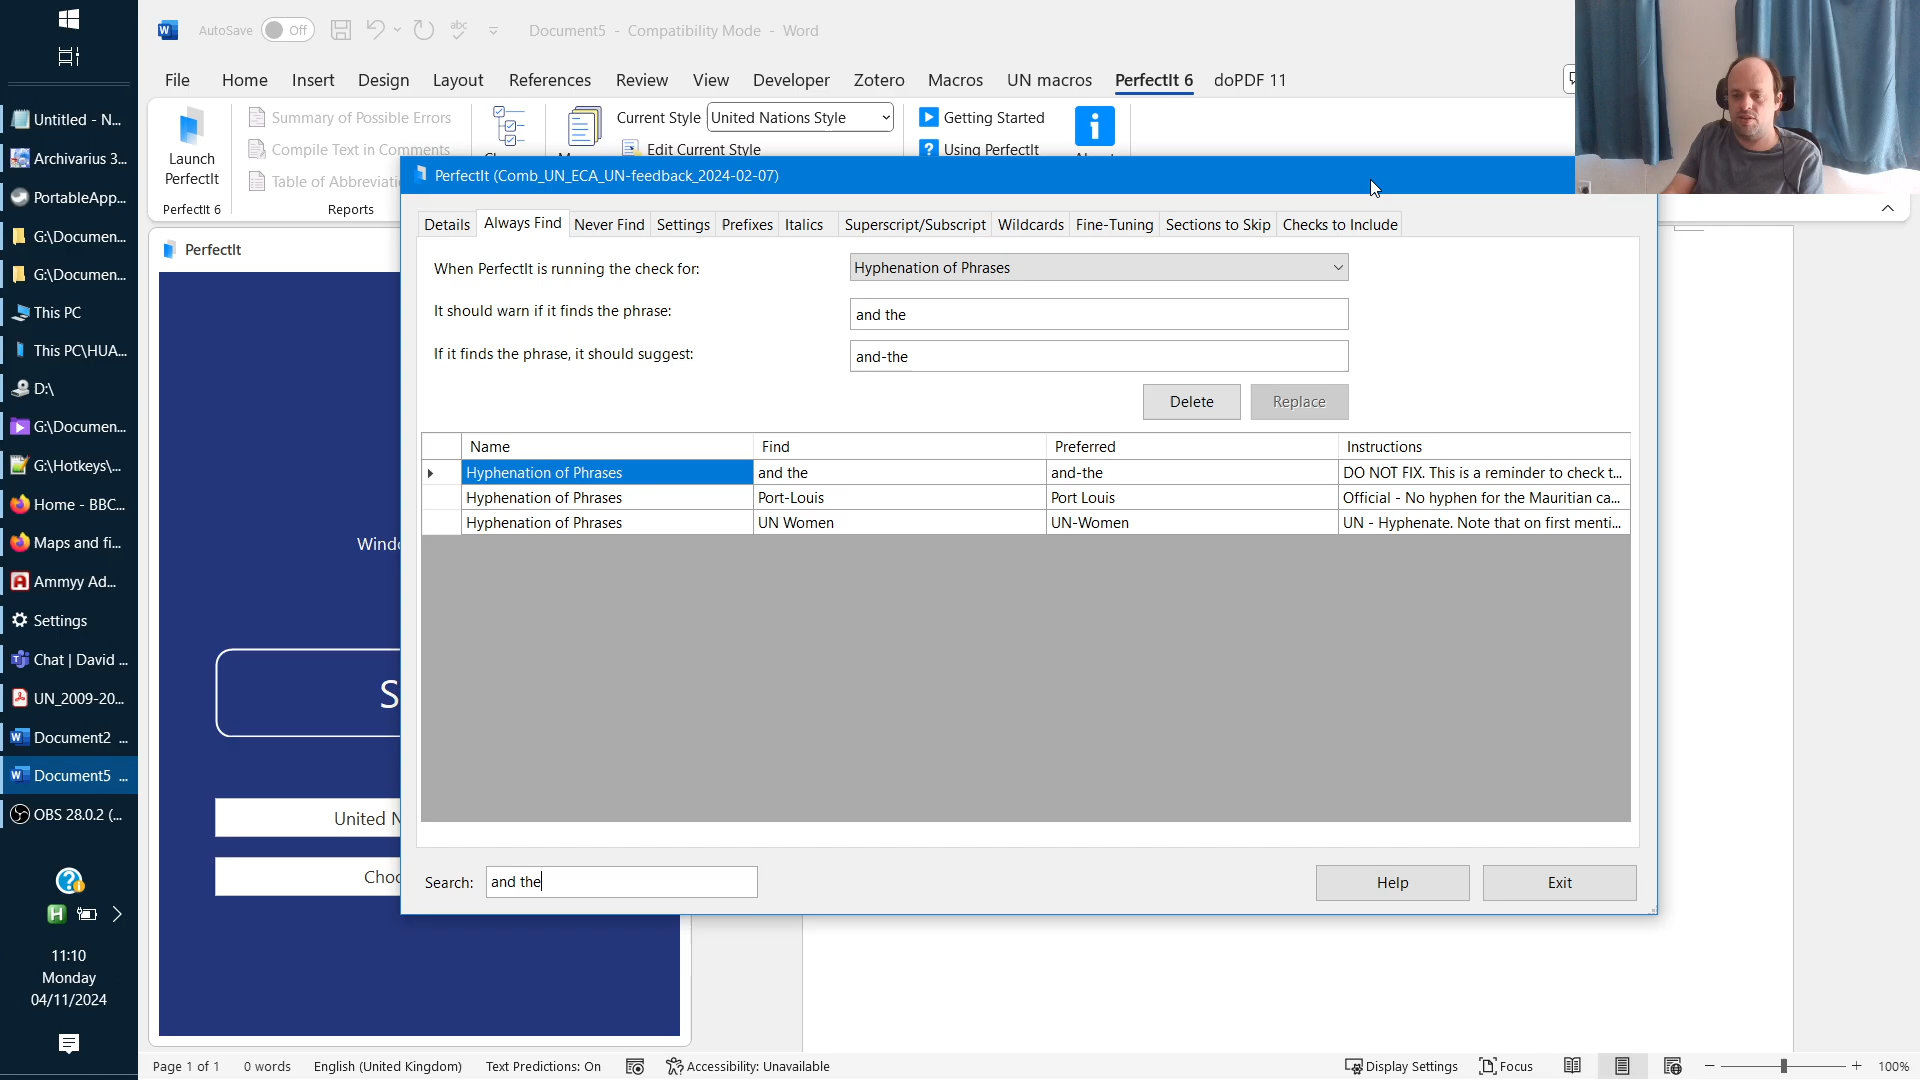 AutoSave Off
Document5 - Compatibility Mode - Word
File Home Insert Design Layout References Review View Developer Zotero Macros UN macros PerfectIt 6 doPDF 11
Launch PerfectIt
PerfectIt 6
Summary of Possible Errors
Compile Text in Comments
Table of Abbreviati
Reports
Current Style United Nations Style
Edit Current Style
Getting Started
Using PerfectIt
Untitled - N...
Archivarius 3...
PortableApp...
G:\Documen...
G:\Documen...
This PC
This PC\HUA...
D:\
G:\Documen...
G:\Hotkeys\...
Home - BBC...
Maps and fi...
Ammyy Ad...
Settings
Chat | David ...
UN_2009-20...
Document2 ...
Document5 ...
OBS 28.0.2 (...
11:10
Monday
04/11/2024
PerfectIt
Wind
S
United N
Choo
PerfectIt (Comb_UN_ECA_UN-feedback_2024-02-07)
Details Always Find Never Find Settings Prefixes Italics Superscript/Subscript Wildcards Fine-Tuning Sections to Skip Checks to Include
When PerfectIt is running the check for: Hyphenation of Phrases
It should warn if it finds the phrase: and the
If it finds the phrase, it should suggest: and-the
Delete Replace
Name Find Preferred Instructions
Hyphenation of Phrases and the and-the DO NOT FIX. This is a reminder to check t...
Hyphenation of Phrases Port-Louis Port Louis Official - No hyphen for the Mauritian ca...
Hyphenation of Phrases UN Women UN-Women UN - Hyphenate. Note that on first menti...
Search: and the
Help Exit
Page 1 of 1 0 words English (United Kingdom) Text Predictions: On Accessibility: Unavailable Display Settings Focus 100%